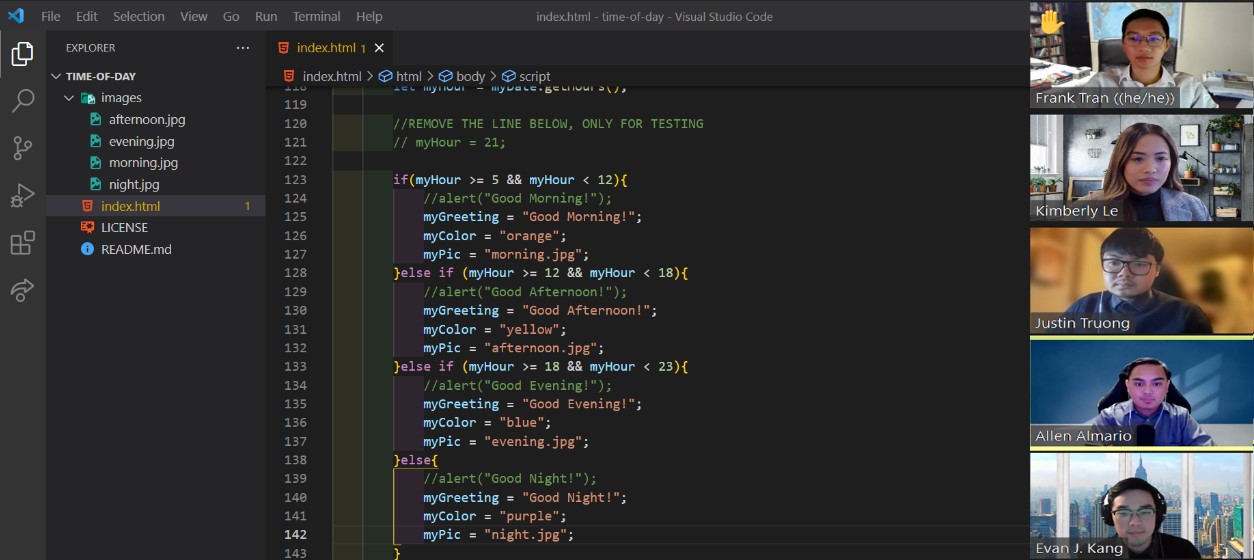 File Edit Selection View Go Run Terminal Help
index.html - time-of-day - Visual Studio Code
EXPLORER
TIME-OF-DAY
images
afternoon.jpg
evening.jpg
morning.jpg
night.jpg
index.html 1
LICENSE
README.md
index.html 1
index.html > html > body > script
118 let myHour = myDate.getHours();
119
120 //REMOVE THE LINE BELOW, ONLY FOR TESTING
121 // myHour = 21;
122
123 if(myHour >= 5 && myHour < 12){
124 //alert("Good Morning!");
125 myGreeting = "Good Morning!";
126 myColor = "orange";
127 myPic = "morning.jpg";
128 }else if (myHour >= 12 && myHour < 18){
129 //alert("Good Afternoon!");
130 myGreeting = "Good Afternoon!";
131 myColor = "yellow";
132 myPic = "afternoon.jpg";
133 }else if (myHour >= 18 && myHour < 23){
134 //alert("Good Evening!");
135 myGreeting = "Good Evening!";
136 myColor = "blue";
137 myPic = "evening.jpg";
138 }else{
139 //alert("Good Night!");
140 myGreeting = "Good Night!";
141 myColor = "purple";
142 myPic = "night.jpg";
143 }
Frank Tran ((he/he))
Kimberly Le
Justin Truong
Allen Almario
Evan J. Kang